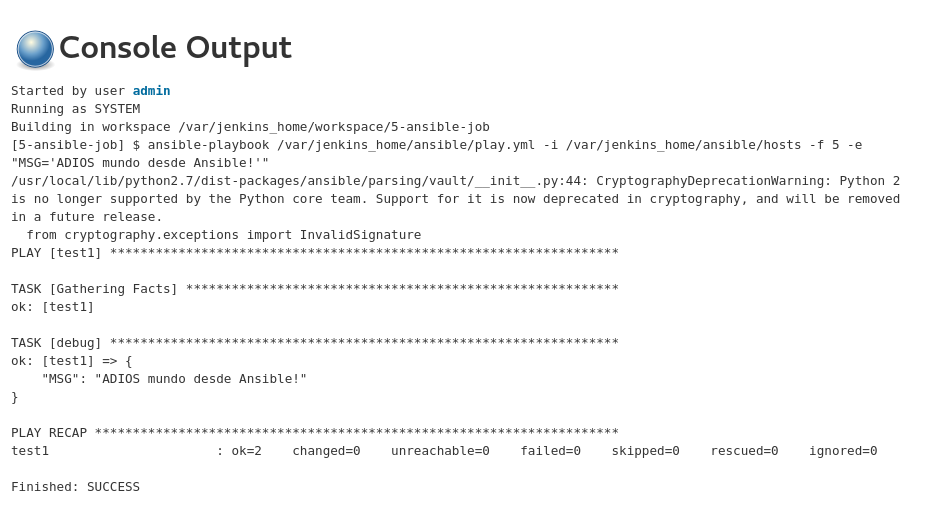 Console Output
Started by user admin
Running as SYSTEM
Building in workspace /var/jenkins_home/workspace/5-ansible-job
[5-ansible-job] $ ansible-playbook /var/jenkins_home/ansible/play.yml -i /var/jenkins_home/ansible/hosts -f 5 -e
"MSG='ADIOS mundo desde Ansible!'"
/usr/local/lib/python2.7/dist-packages/ansible/parsing/vault/__init__.py:44: CryptographyDeprecationWarning: Python 2
is no longer supported by the Python core team. Support for it is now deprecated in cryptography, and will be removed
in a future release.
  from cryptography.exceptions import InvalidSignature
PLAY [test1] *******************************************************************

TASK [Gathering Facts] *********************************************************
ok: [test1]

TASK [debug] *******************************************************************
ok: [test1] => {
    "MSG": "ADIOS mundo desde Ansible!"
}

PLAY RECAP *********************************************************************
test1                      : ok=2    changed=0    unreachable=0    failed=0    skipped=0    rescued=0    ignored=0

Finished: SUCCESS